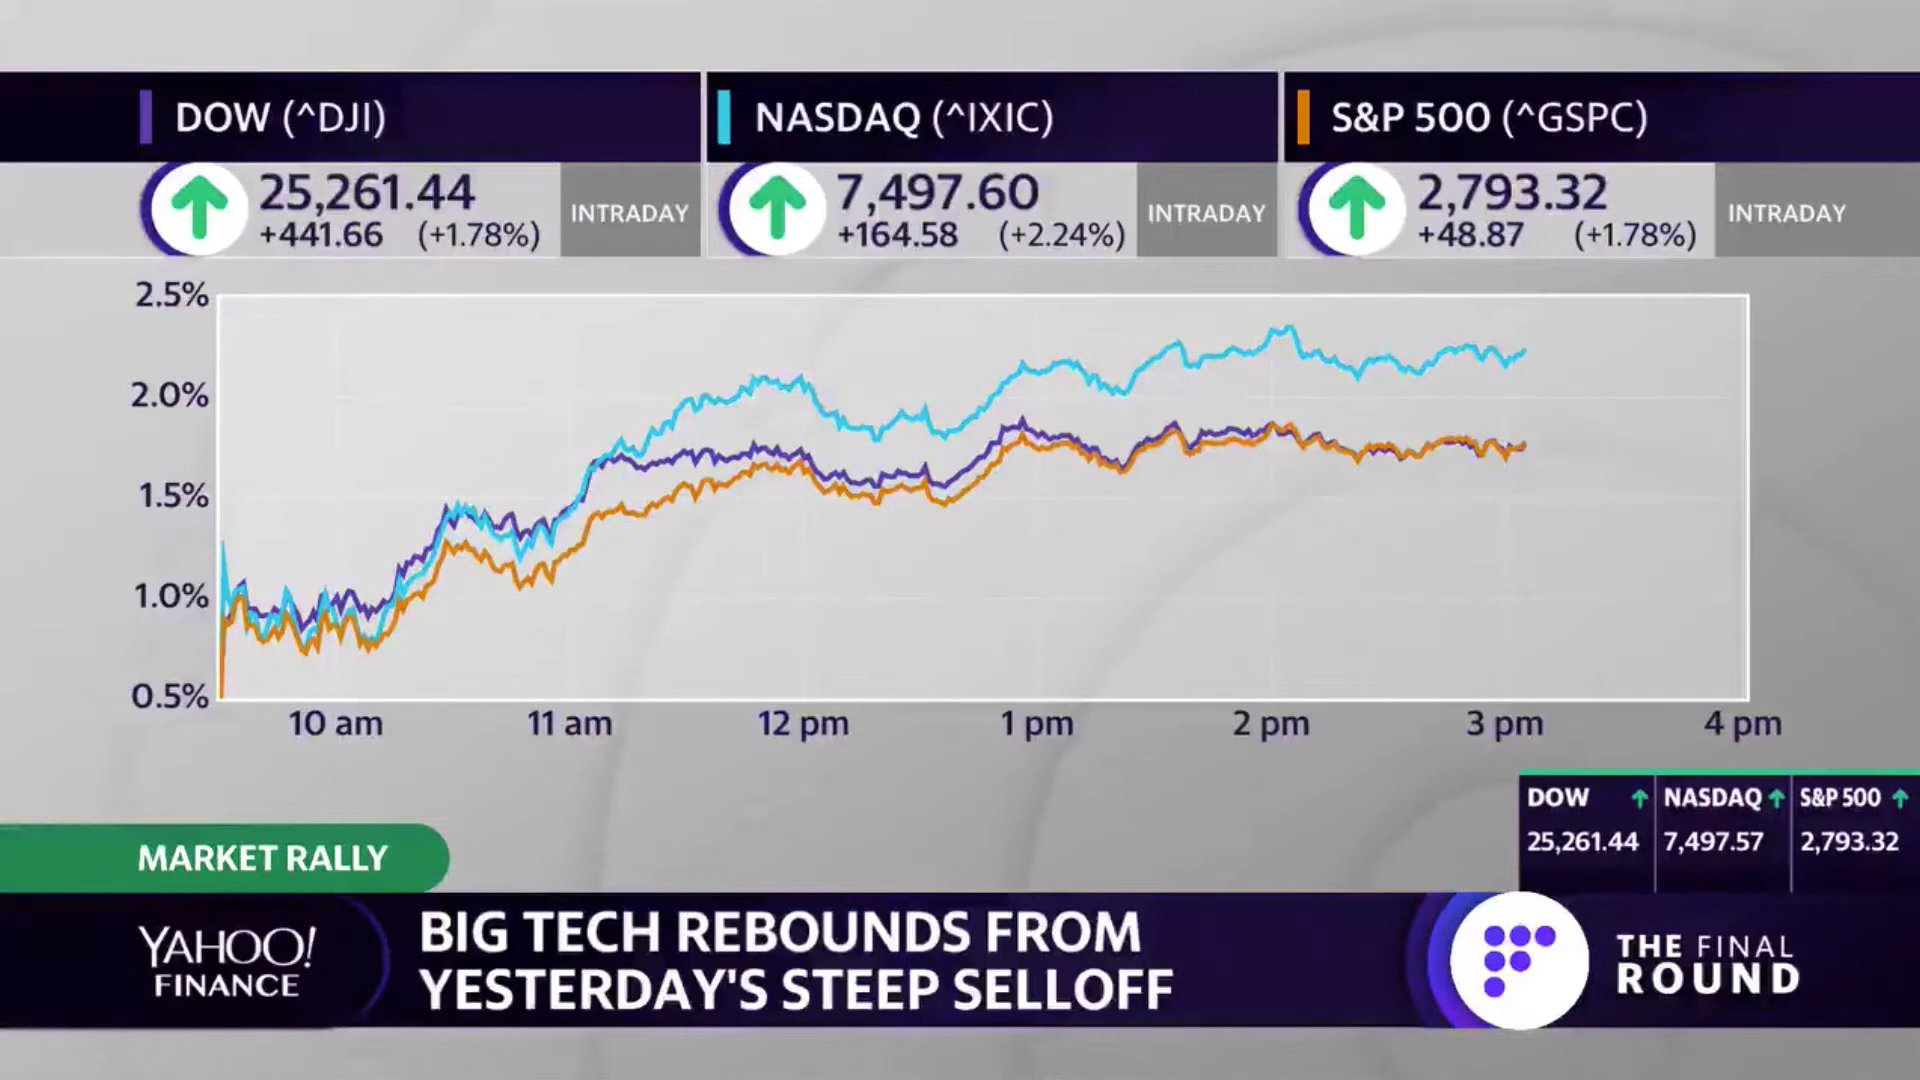 DOW (^DJI)
25,261.44
+441.66 (+1.78%)
INTRADAY
NASDAQ (^IXIC)
7,497.60
+164.58 (+2.24%)
INTRADAY
S&P 500 (^GSPC)
2,793.32
+48.87 (+1.78%)
INTRADAY
2.5%
2.0%
1.5%
1.0%
0.5%
10 am 11 am 12 pm 1 pm 2 pm 3 pm 4 pm
DOW NASDAQ S&P 500
25,261.44 7,497.57 2,793.32
MARKET RALLY
YAHOO!
FINANCE
BIG TECH REBOUNDS FROM
YESTERDAY'S STEEP SELLOFF
THE FINAL
ROUND